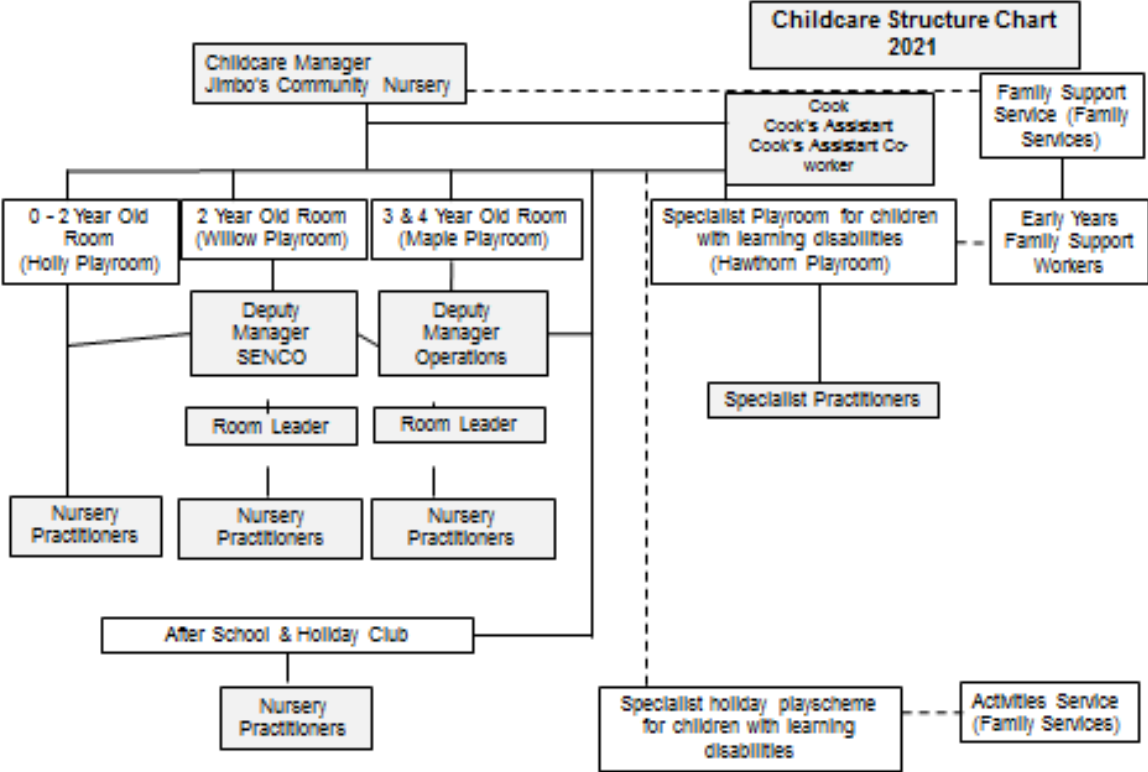 Childcare Structure Chart
2021
Childcare Manager
Jimbo's Community Nursery
Family Support
Service (Family
Services)
Cook
Cook's Assistart
Cook's Assistart Co-
worker
0 - 2 Year Old
Room
(Holly Playroom)
2 Year Old Room
(Willow Playroom)
3 & 4 Year Old Room
(Maple Playroom)
Specialist Playroom for children
with learning disabilities
(Hawthorn Playroom)
Early Years
Family Support
Workers
Deputy
Manager
SENCO
Deputy
Manager
Operations
Specialist Practitioners
Room Leader
Room Leader
Nursery
Practitioners
Nursery
Practitioners
Nursery
Practitioners
After School & Holiday Club
Nursery
Practitioners
Specialist holiday playscheme
for children with learning
disabilities
Activities Service
(Family Services)